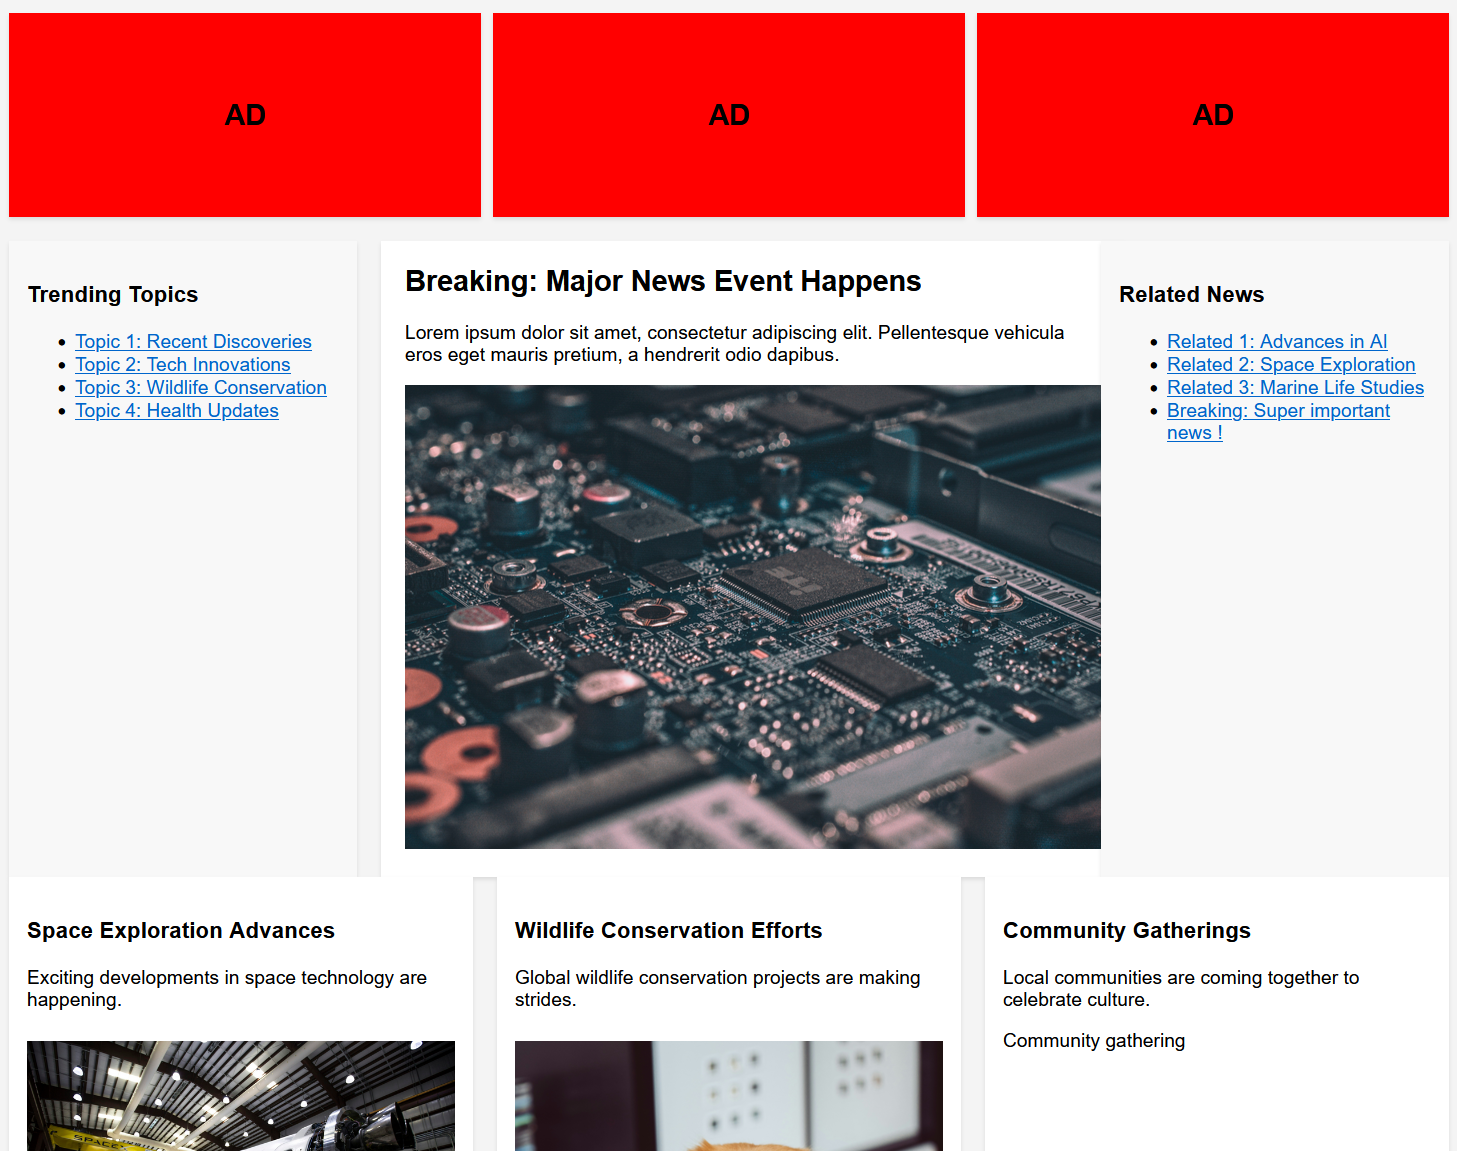 AD
AD
AD
Trending Topics
Topic 1: Recent Discoveries
Topic 2: Tech Innovations
Topic 3: Wildlife Conservation
Topic 4: Health Updates
Breaking: Major News Event Happens
Lorem ipsum dolor sit amet, consectetur adipiscing elit. Pellentesque vehicula
eros eget mauris pretium, a hendrerit odio dapibus.
Related News
Related 1: Advances in AI
Related 2: Space Exploration
Related 3: Marine Life Studies
Breaking: Super important
news !
Space Exploration Advances
Exciting developments in space technology are
happening.
Wildlife Conservation Efforts
Global wildlife conservation projects are making
strides.
Community Gatherings
Local communities are coming together to
celebrate culture.
Community gathering